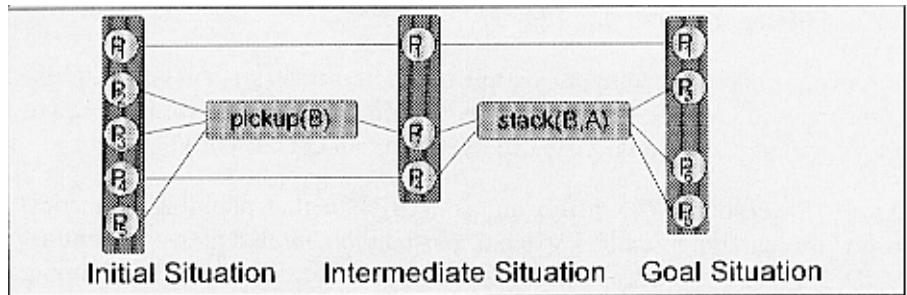 P1 P1 P1
P2 P3
pickup(B) stack(B,A)
P3 P7
P6
P4 P4
P5
Initial Situation Intermediate Situation Goal Situation